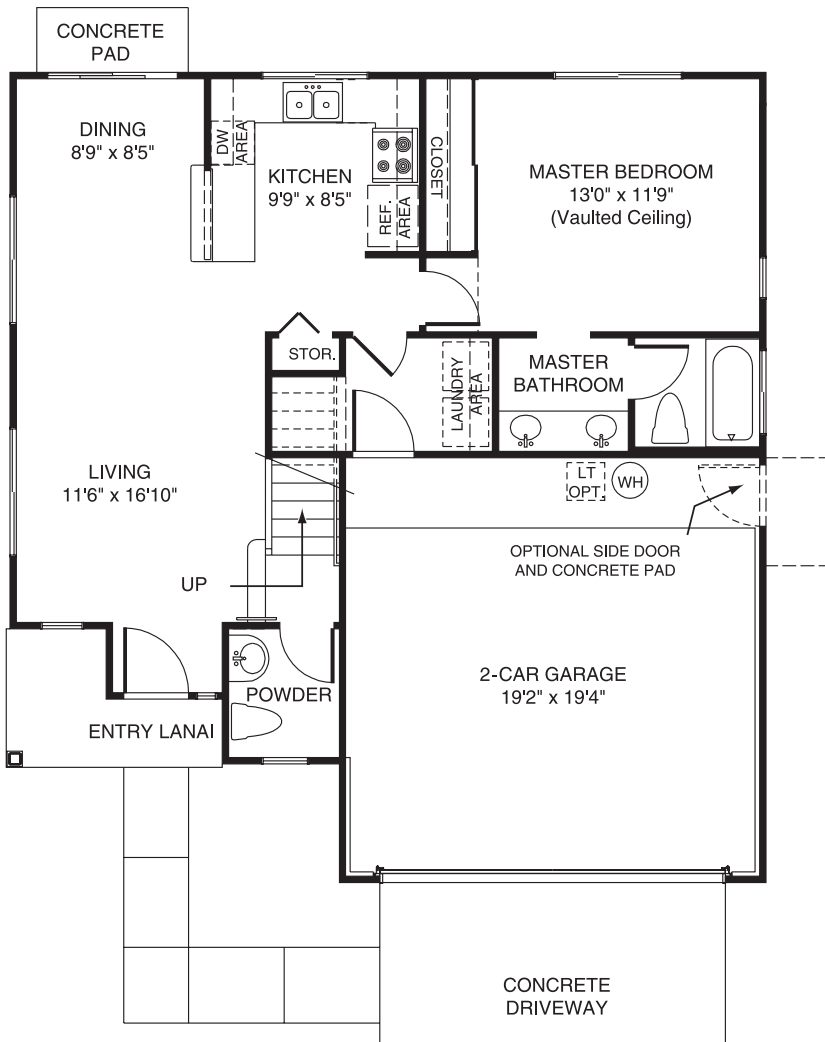 CONCRETE
PAD
DINING
8'9" x 8'5"
DW
AREA
KITCHEN
9'9" x 8'5"
REF.
AREA
CLOSET
MASTER BEDROOM
13'0" x 11'9"
(Vaulted Ceiling)
STOR.
LAUNDRY
AREA
MASTER
BATHROOM
LIVING
11'6" x 16'10"
LT
OPT.
WH
OPTIONAL SIDE DOOR
AND CONCRETE PAD
UP
POWDER
2-CAR GARAGE
19'2" x 19'4"
ENTRY LANAI
CONCRETE
DRIVEWAY